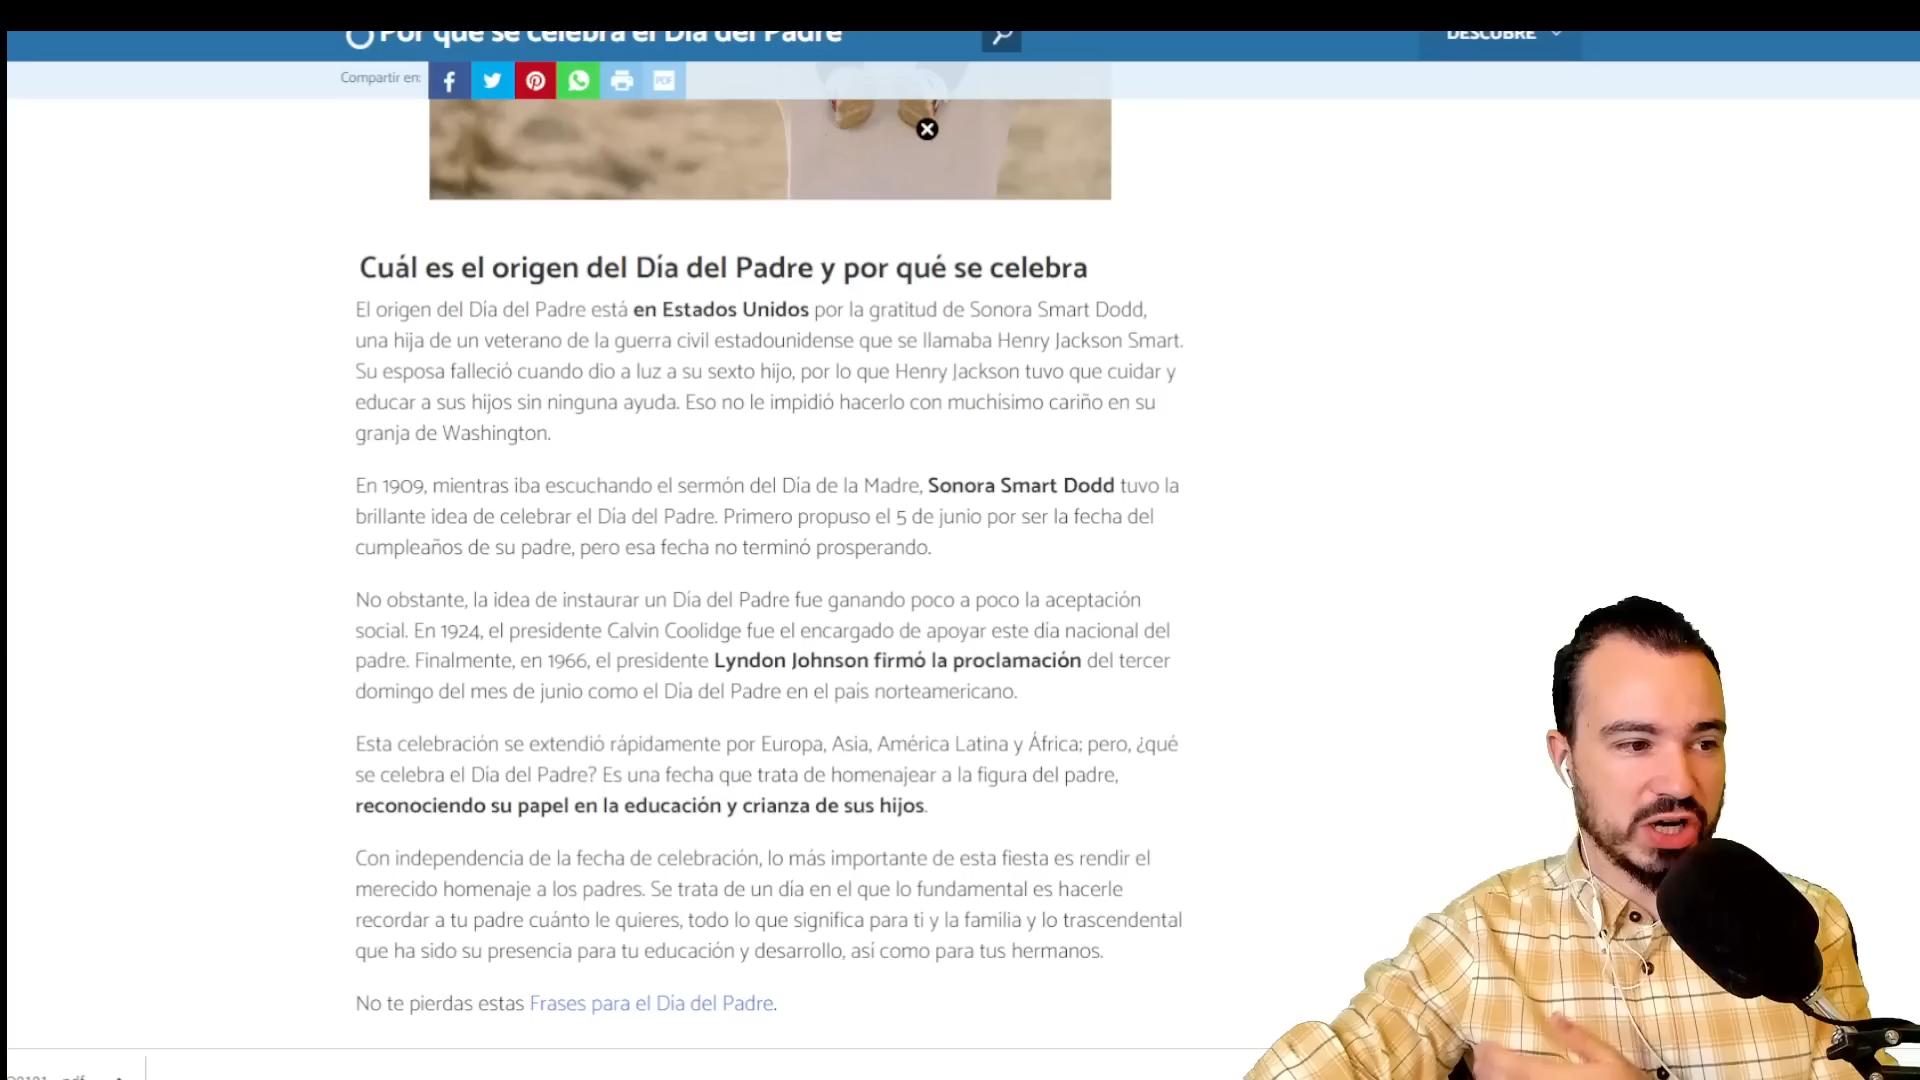 Por qué se celebra el Día del Padre
DESCUBRE
Compartir en:
PDF
Cuál es el origen del Día del Padre y por qué se celebra
El origen del Día del Padre está en Estados Unidos por la gratitud de Sonora Smart Dodd,
una hija de un veterano de la guerra civil estadounidense que se llamaba Henry Jackson Smart.
Su esposa falleció cuando dio a luz a su sexto hijo, por lo que Henry Jackson tuvo que cuidar y
educar a sus hijos sin ninguna ayuda. Eso no le impidió hacerlo con muchísimo cariño en su
granja de Washington.
En 1909, mientras iba escuchando el sermón del Día de la Madre, Sonora Smart Dodd tuvo la
brillante idea de celebrar el Día del Padre. Primero propuso el 5 de junio por ser la fecha del
cumpleaños de su padre, pero esa fecha no terminó prosperando.
No obstante, la idea de instaurar un Día del Padre fue ganando poco a poco la aceptación
social. En 1924, el presidente Calvin Coolidge fue el encargado de apoyar este día nacional del
padre. Finalmente, en 1966, el presidente Lyndon Johnson firmó la proclamación del tercer
domingo del mes de junio como el Día del Padre en el país norteamericano.
Esta celebración se extendió rápidamente por Europa, Asia, América Latina y África; pero, ¿qué
se celebra el Día del Padre? Es una fecha que trata de homenajear a la figura del padre,
reconociendo su papel en la educación y crianza de sus hijos.
Con independencia de la fecha de celebración, lo más importante de esta fiesta es rendir el
merecido homenaje a los padres. Se trata de un día en el que lo fundamental es hacerle
recordar a tu padre cuánto le quieres, todo lo que significa para ti y la familia y lo trascendental
que ha sido su presencia para tu educación y desarrollo, así como para tus hermanos.
No te pierdas estas Frases para el Día del Padre.